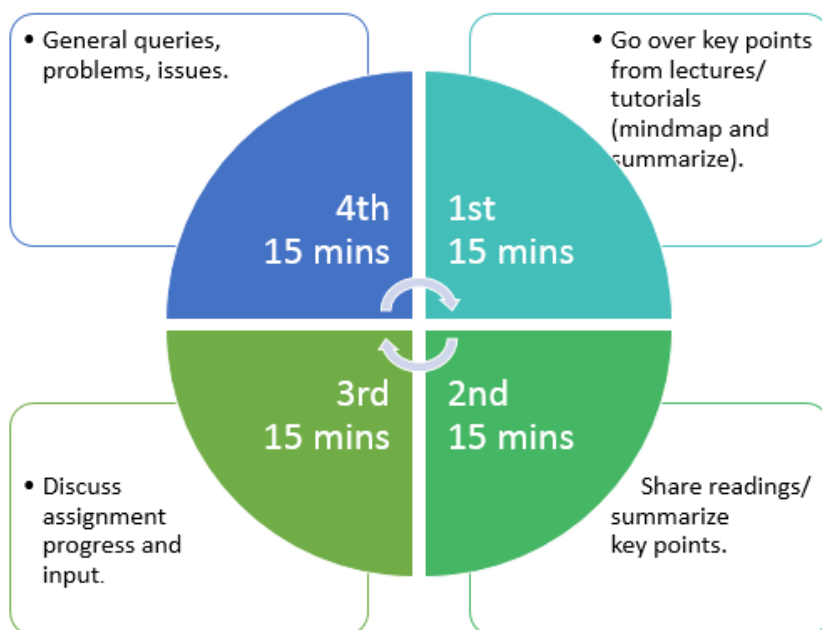 • General queries,
problems, issues.
• Go over key points
from lectures/
tutorials
(mindmap and
summarize).
4th
15 mins
1st
15 mins
3rd
15 mins
2nd
15 mins
• Discuss
assignment
progress and
input.
Share readings/
summarize
key points.